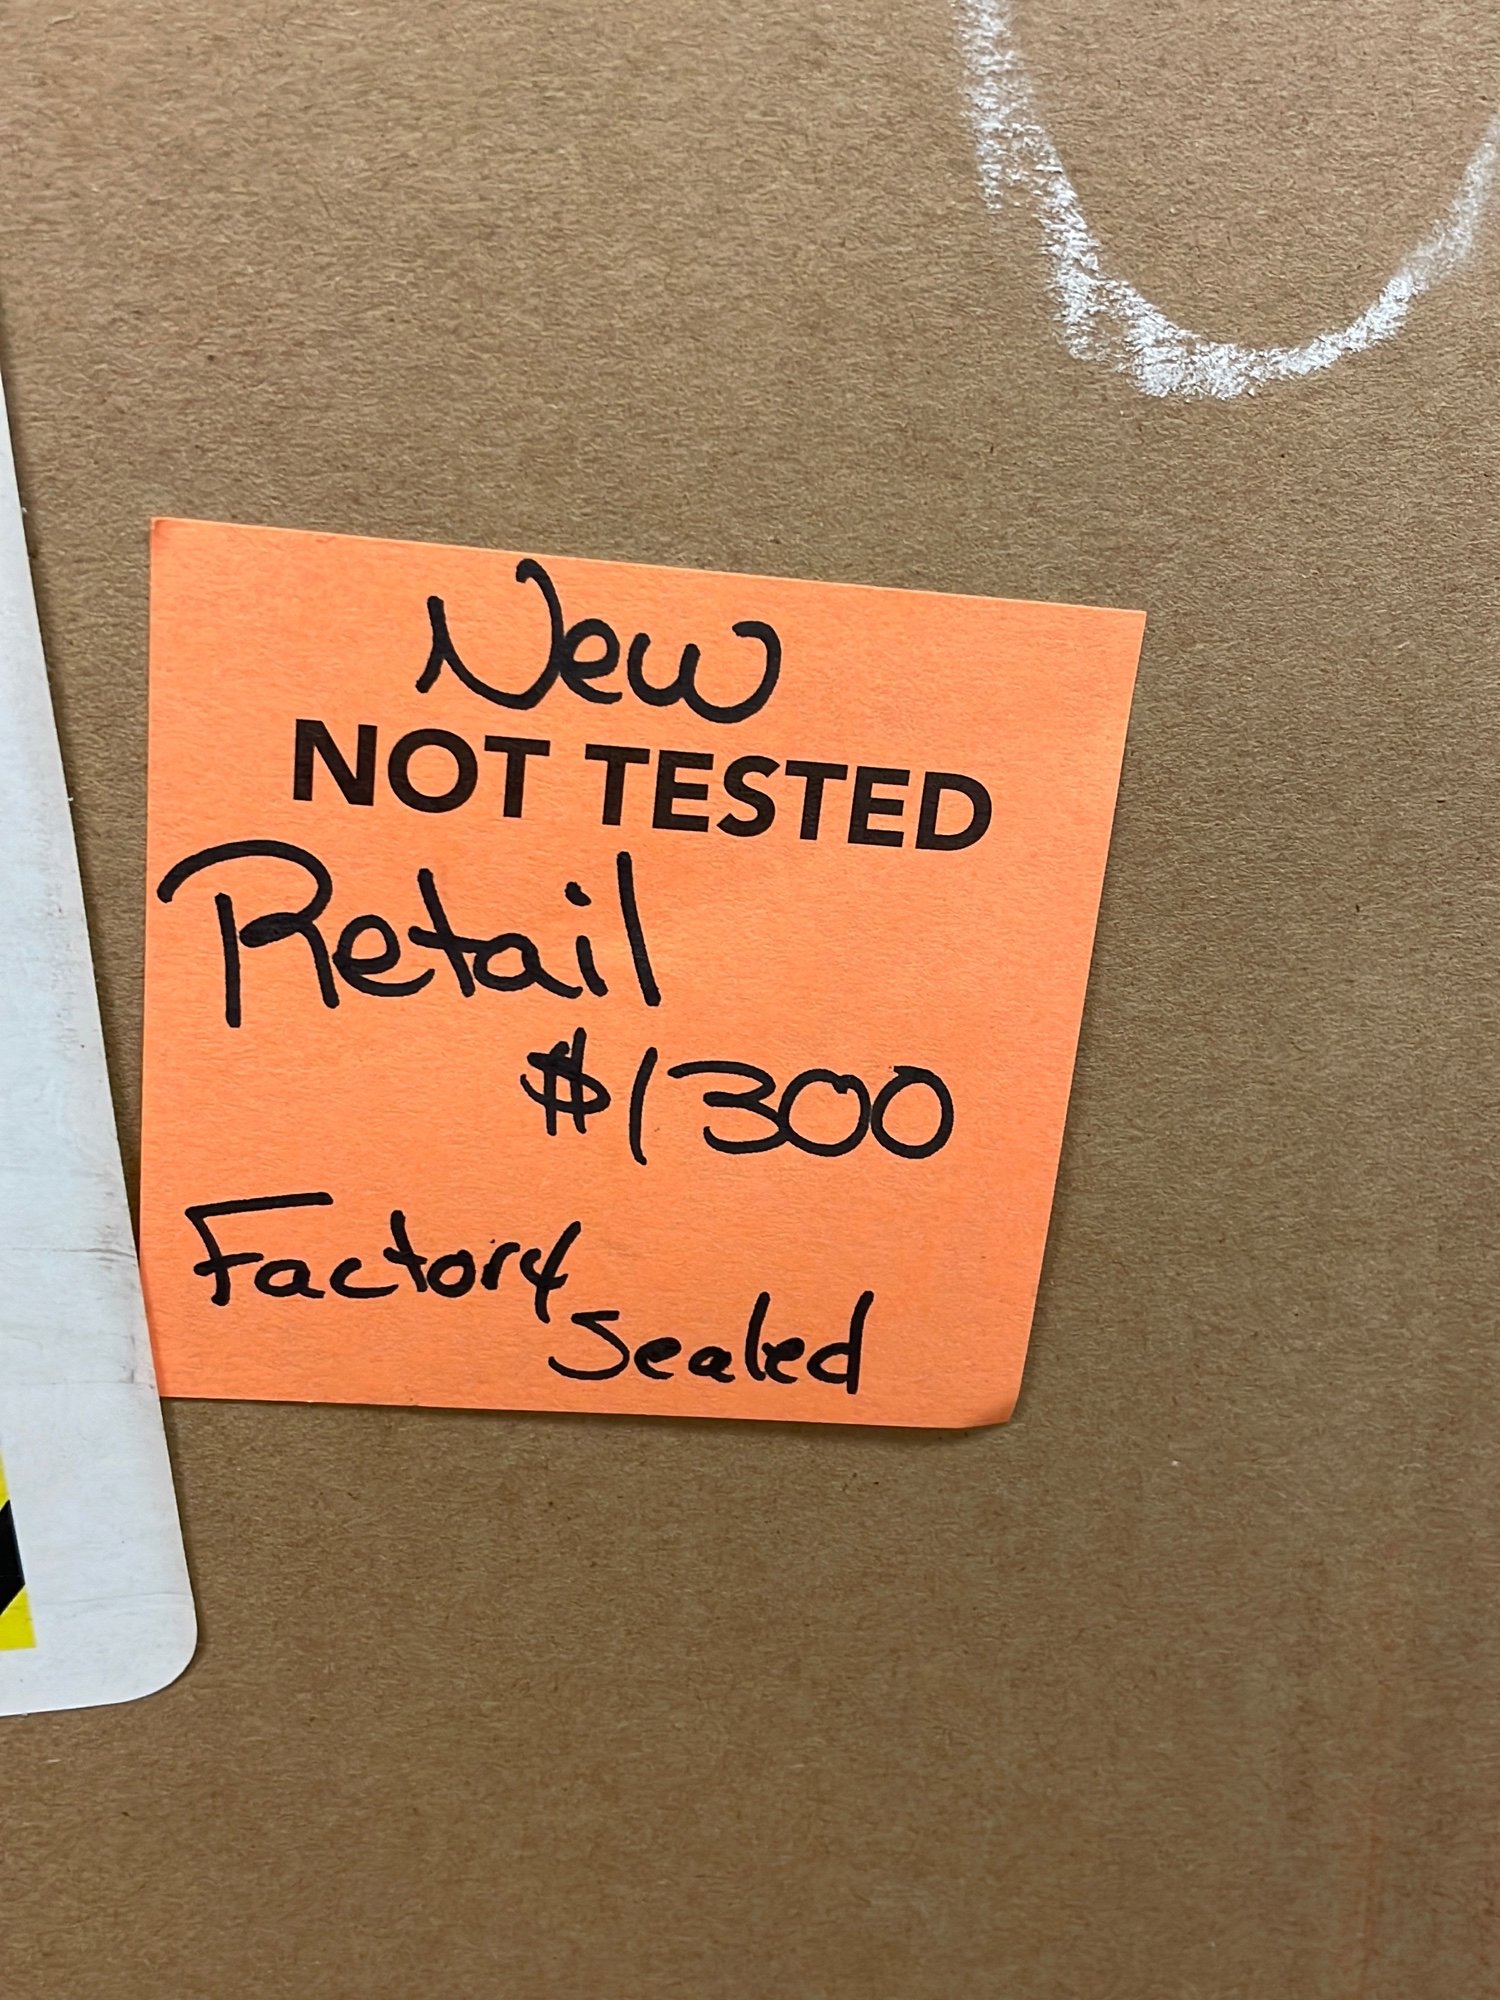 New
NOT TESTED
Retail
$1300
Factory
Sealed